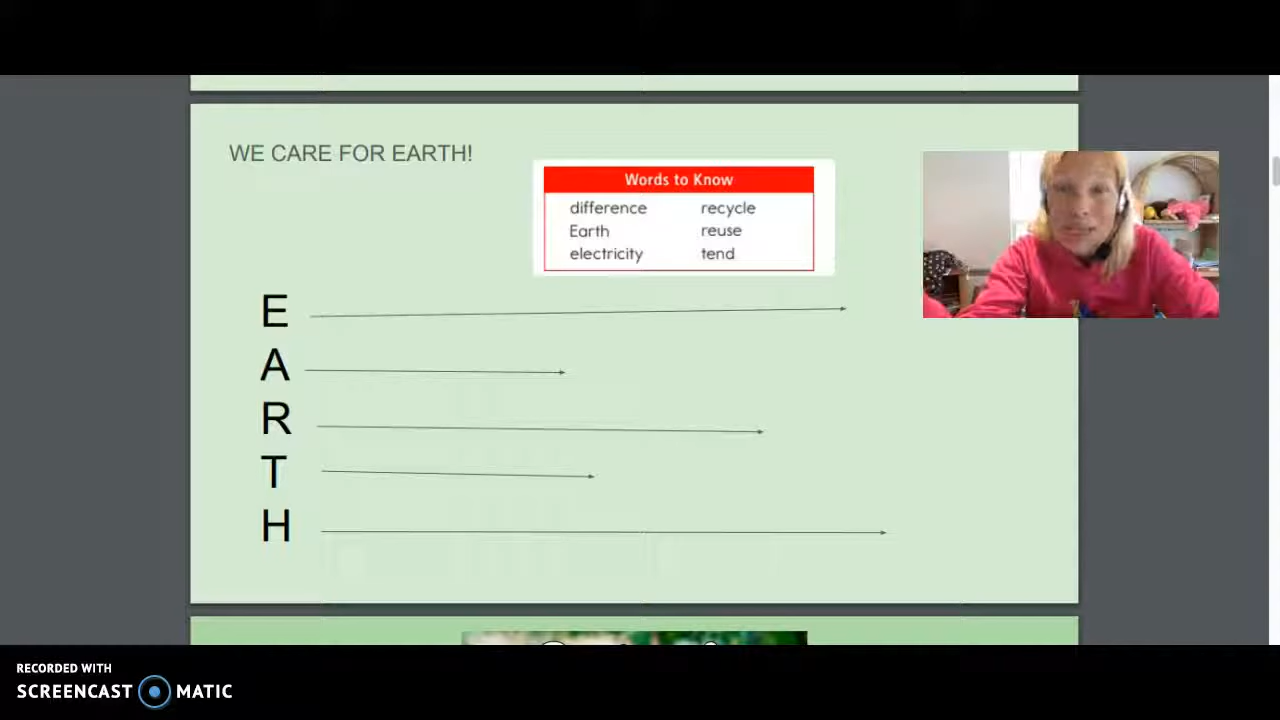 WE CARE FOR EARTH!
Words to Know
difference recycle
Earth reuse
electricity tend
E
A
R
T
H
RECORDED WITH
SCREENCAST MATIC